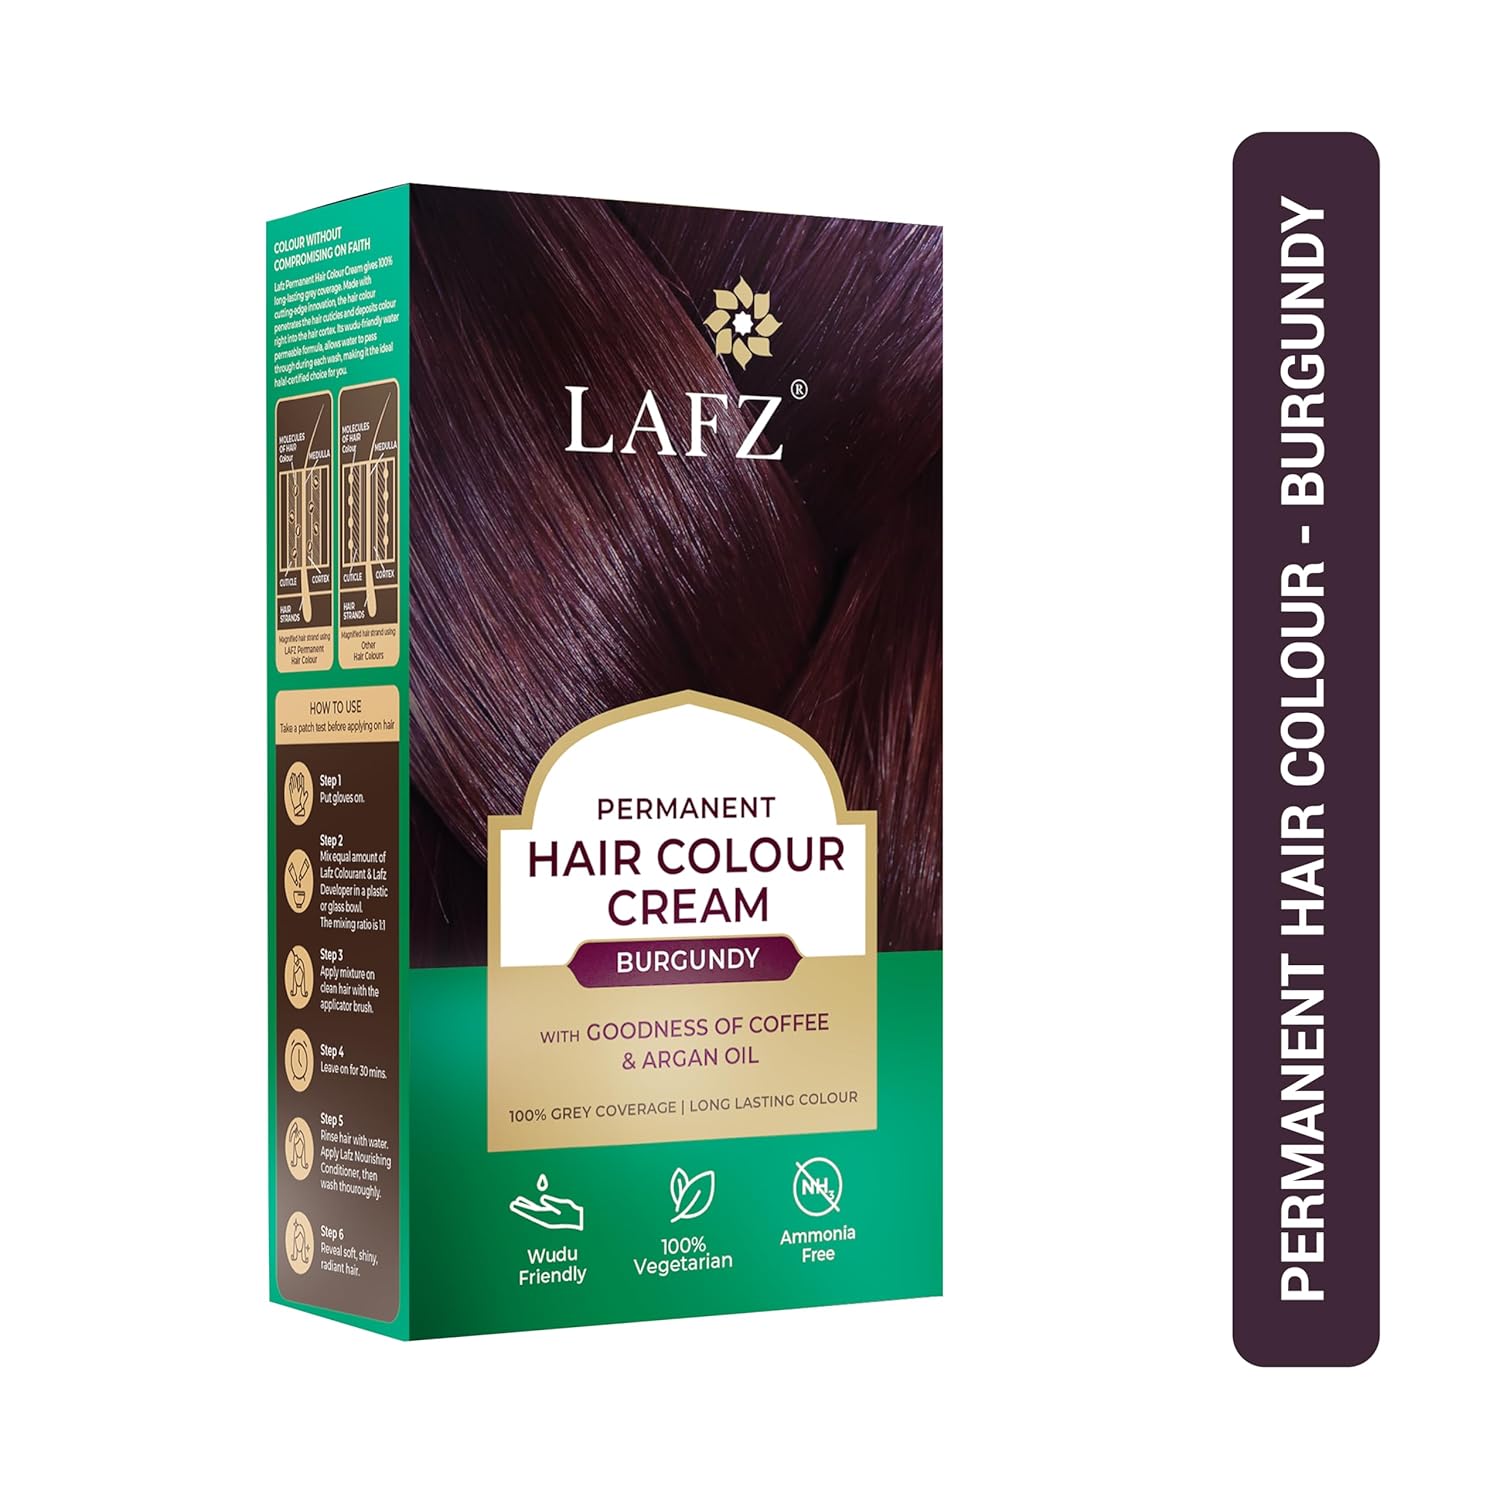 COLOUR WITHOUT
COMPROMISING ON FAITH
Lafz Permanent Hair Colour Cream gives 100%
long-lasting grey coverage. Made with
cutting-edge innovation, the hair colour
penetrates the hair cuticles and deposits colour
right into the hair cortex. Its wudu-friendly water
permeable formula, allows water to pass
through during each wash, making it the ideal
halal-certified choice for you.
MOLECULES
OF HAIR
Colour
MEDULLA
CUTICLE
CORTEX
HAIR
STRANDS
Magnified hair strand using
LAFZ Permanent
Hair Colour
MOLECULES
OF HAIR
Colour
MEDULLA
CUTICLE
CORTEX
HAIR
STRANDS
Magnified hair strand using
Other
Hair Colours
HOW TO USE
Take a patch test before applying on hair
Step 1
Put gloves on.
Step 2
Mix equal amount of
Lafz Colourant & Lafz
Developer in a plastic
or glass bowl.
The mixing ratio is 1:1
Step 3
Apply mixture on
clean hair with the
applicator brush.
Step 4
Leave on for 30 mins.
Step 5
Rinse hair with water.
Apply Lafz Nourishing
Conditioner, then
wash thouroughly.
Step 6
Reveal soft, shiny,
radiant hair.
LAFZ®
PERMANENT
HAIR COLOUR
CREAM
BURGUNDY
WITH GOODNESS OF COFFEE
& ARGAN OIL
100% GREY COVERAGE | LONG LASTING COLOUR
Wudu
Friendly
100%
Vegetarian
NH3
Ammonia
Free
PERMANENT HAIR COLOUR - BURGUNDY